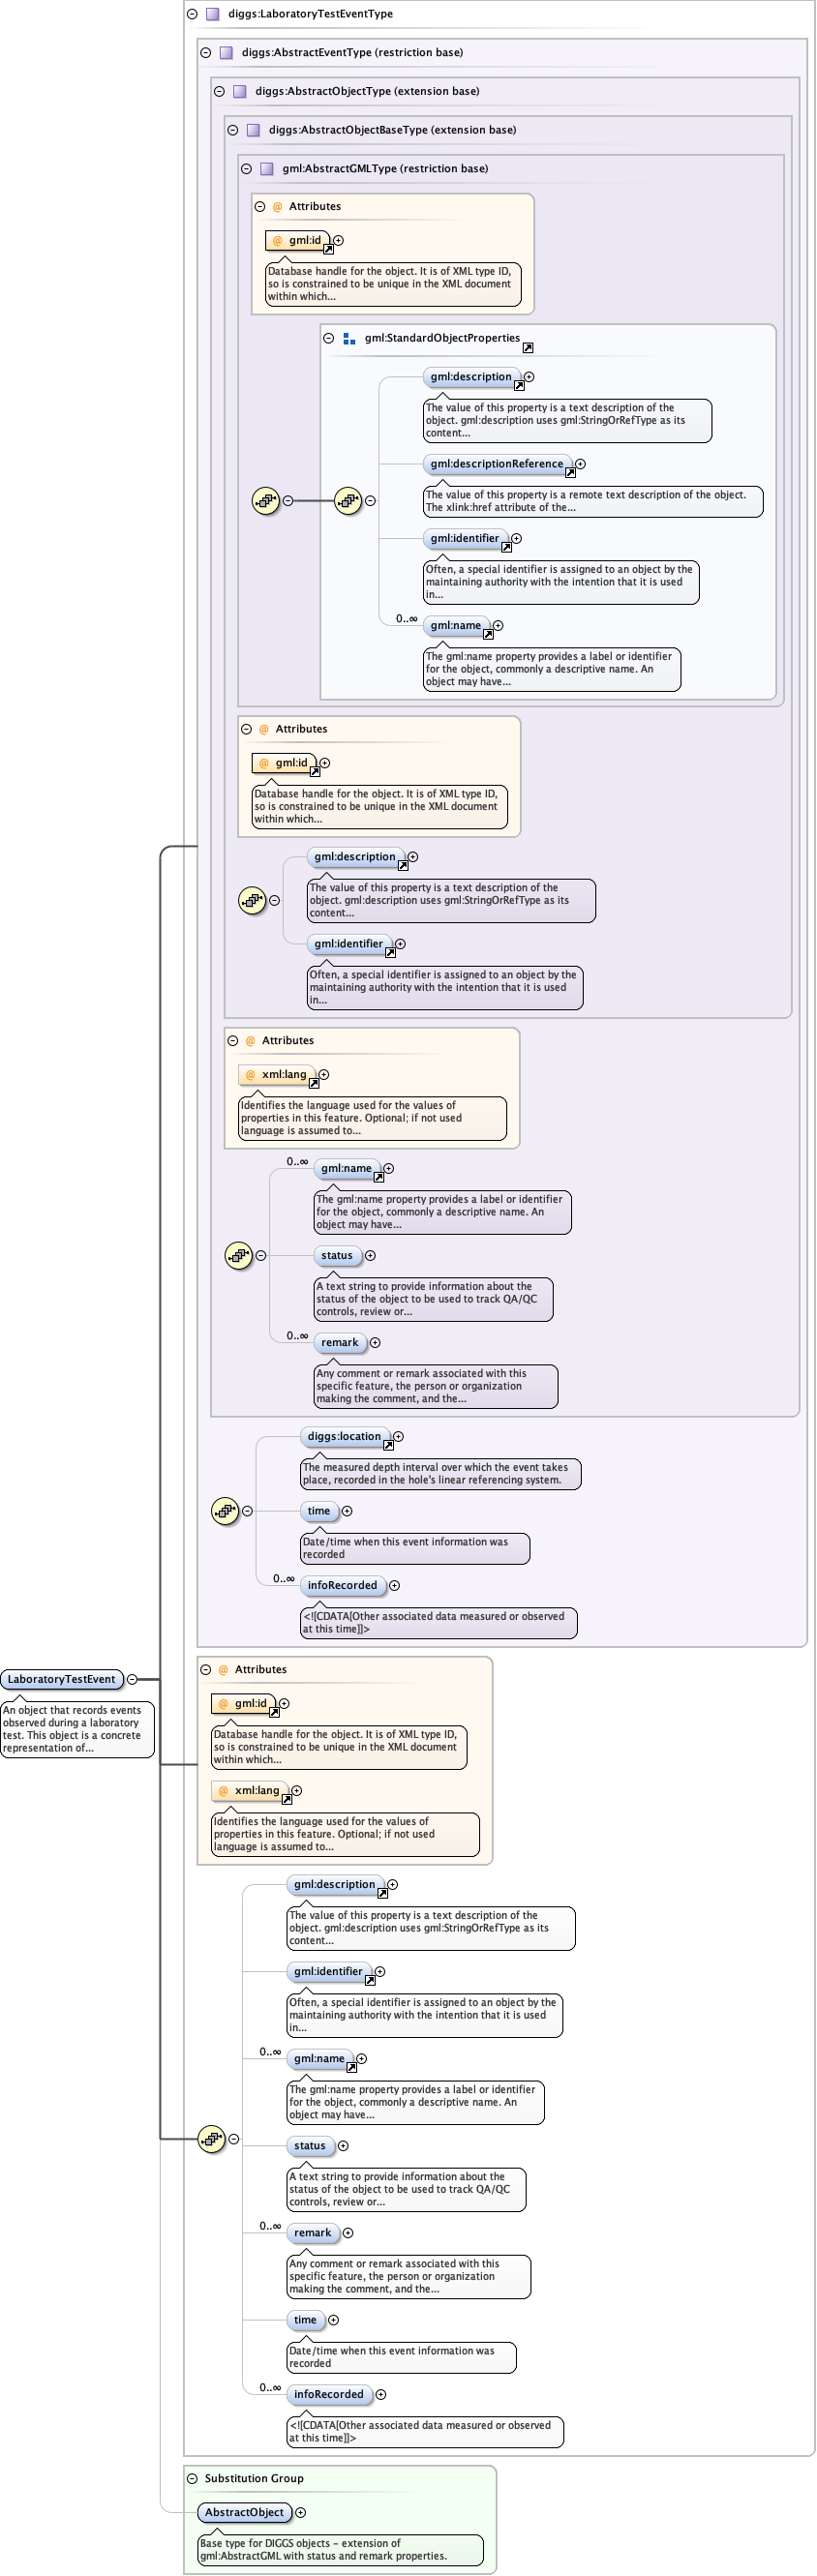 diggs:LaboratoryTestEventType
diggs:AbstractEventType (restriction base)
diggs:AbstractObjectType (extension base)
diggs:AbstractObjectBaseType (extension base)
gml:AbstractGMLType (restriction base)
@ Attributes
@ gml:id
Database handle for the object. It is of XML type ID,
so is constrained to be unique in the XML document
within which...
gml:StandardObjectProperties
gml:description
The value of this property is a text description of the
object. gml:description uses gml:StringOrRefType as its
content...
gml:descriptionReference
The value of this property is a remote text description of the object.
The xlink:href attribute of the...
gml:identifier
Often, a special identifier is assigned to an object by the
maintaining authority with the intention that it is used
in...
0..∞
gml:name
The gml:name property provides a label or identifier
for the object, commonly a descriptive name. An
object may have...
@ Attributes
@ gml:id
Database handle for the object. It is of XML type ID,
so is constrained to be unique in the XML document
within which...
gml:description
The value of this property is a text description of the
object. gml:description uses gml:StringOrRefType as its
content...
gml:identifier
Often, a special identifier is assigned to an object by the
maintaining authority with the intention that it is used
in...
@ Attributes
@ xml:lang
Identifies the language used for the values of
properties in this feature. Optional; if not used
language is assumed to...
0..∞
gml:name
The gml:name property provides a label or identifier
for the object, commonly a descriptive name. An
object may have...
status
A text string to provide information about the
status of the object to be used to track QA/QC
controls, review or...
0..∞
remark
Any comment or remark associated with this
specific feature, the person or organization
making the comment, and the...
diggs:location
The measured depth interval over which the event takes
place, recorded in the hole's linear referencing system.
time
Date/time when this event information was
recorded
0..∞
infoRecorded
<![CDATA[Other associated data measured or observed
at this time]]>
LaboratoryTestEvent
An object that records events
observed during a laboratory
test. This object is a concrete
representation of...
@ Attributes
@ gml:id
Database handle for the object. It is of XML type ID,
so is constrained to be unique in the XML document
within which...
@ xml:lang
Identifies the language used for the values of
properties in this feature. Optional; if not used
language is assumed to...
gml:description
The value of this property is a text description of the
object. gml:description uses gml:StringOrRefType as its
content...
gml:identifier
Often, a special identifier is assigned to an object by the
maintaining authority with the intention that it is used
in...
0..∞
gml:name
The gml:name property provides a label or identifier
for the object, commonly a descriptive name. An
object may have...
status
A text string to provide information about the
status of the object to be used to track QA/QC
controls, review or...
0..∞
remark
Any comment or remark associated with this
specific feature, the person or organization
making the comment, and the...
time
Date/time when this event information was
recorded
0..∞
infoRecorded
<![CDATA[Other associated data measured or observed
at this time]]>
Substitution Group
AbstractObject
Base type for DIGGS objects - extension of
gml:AbstractGML with status and remark properties.